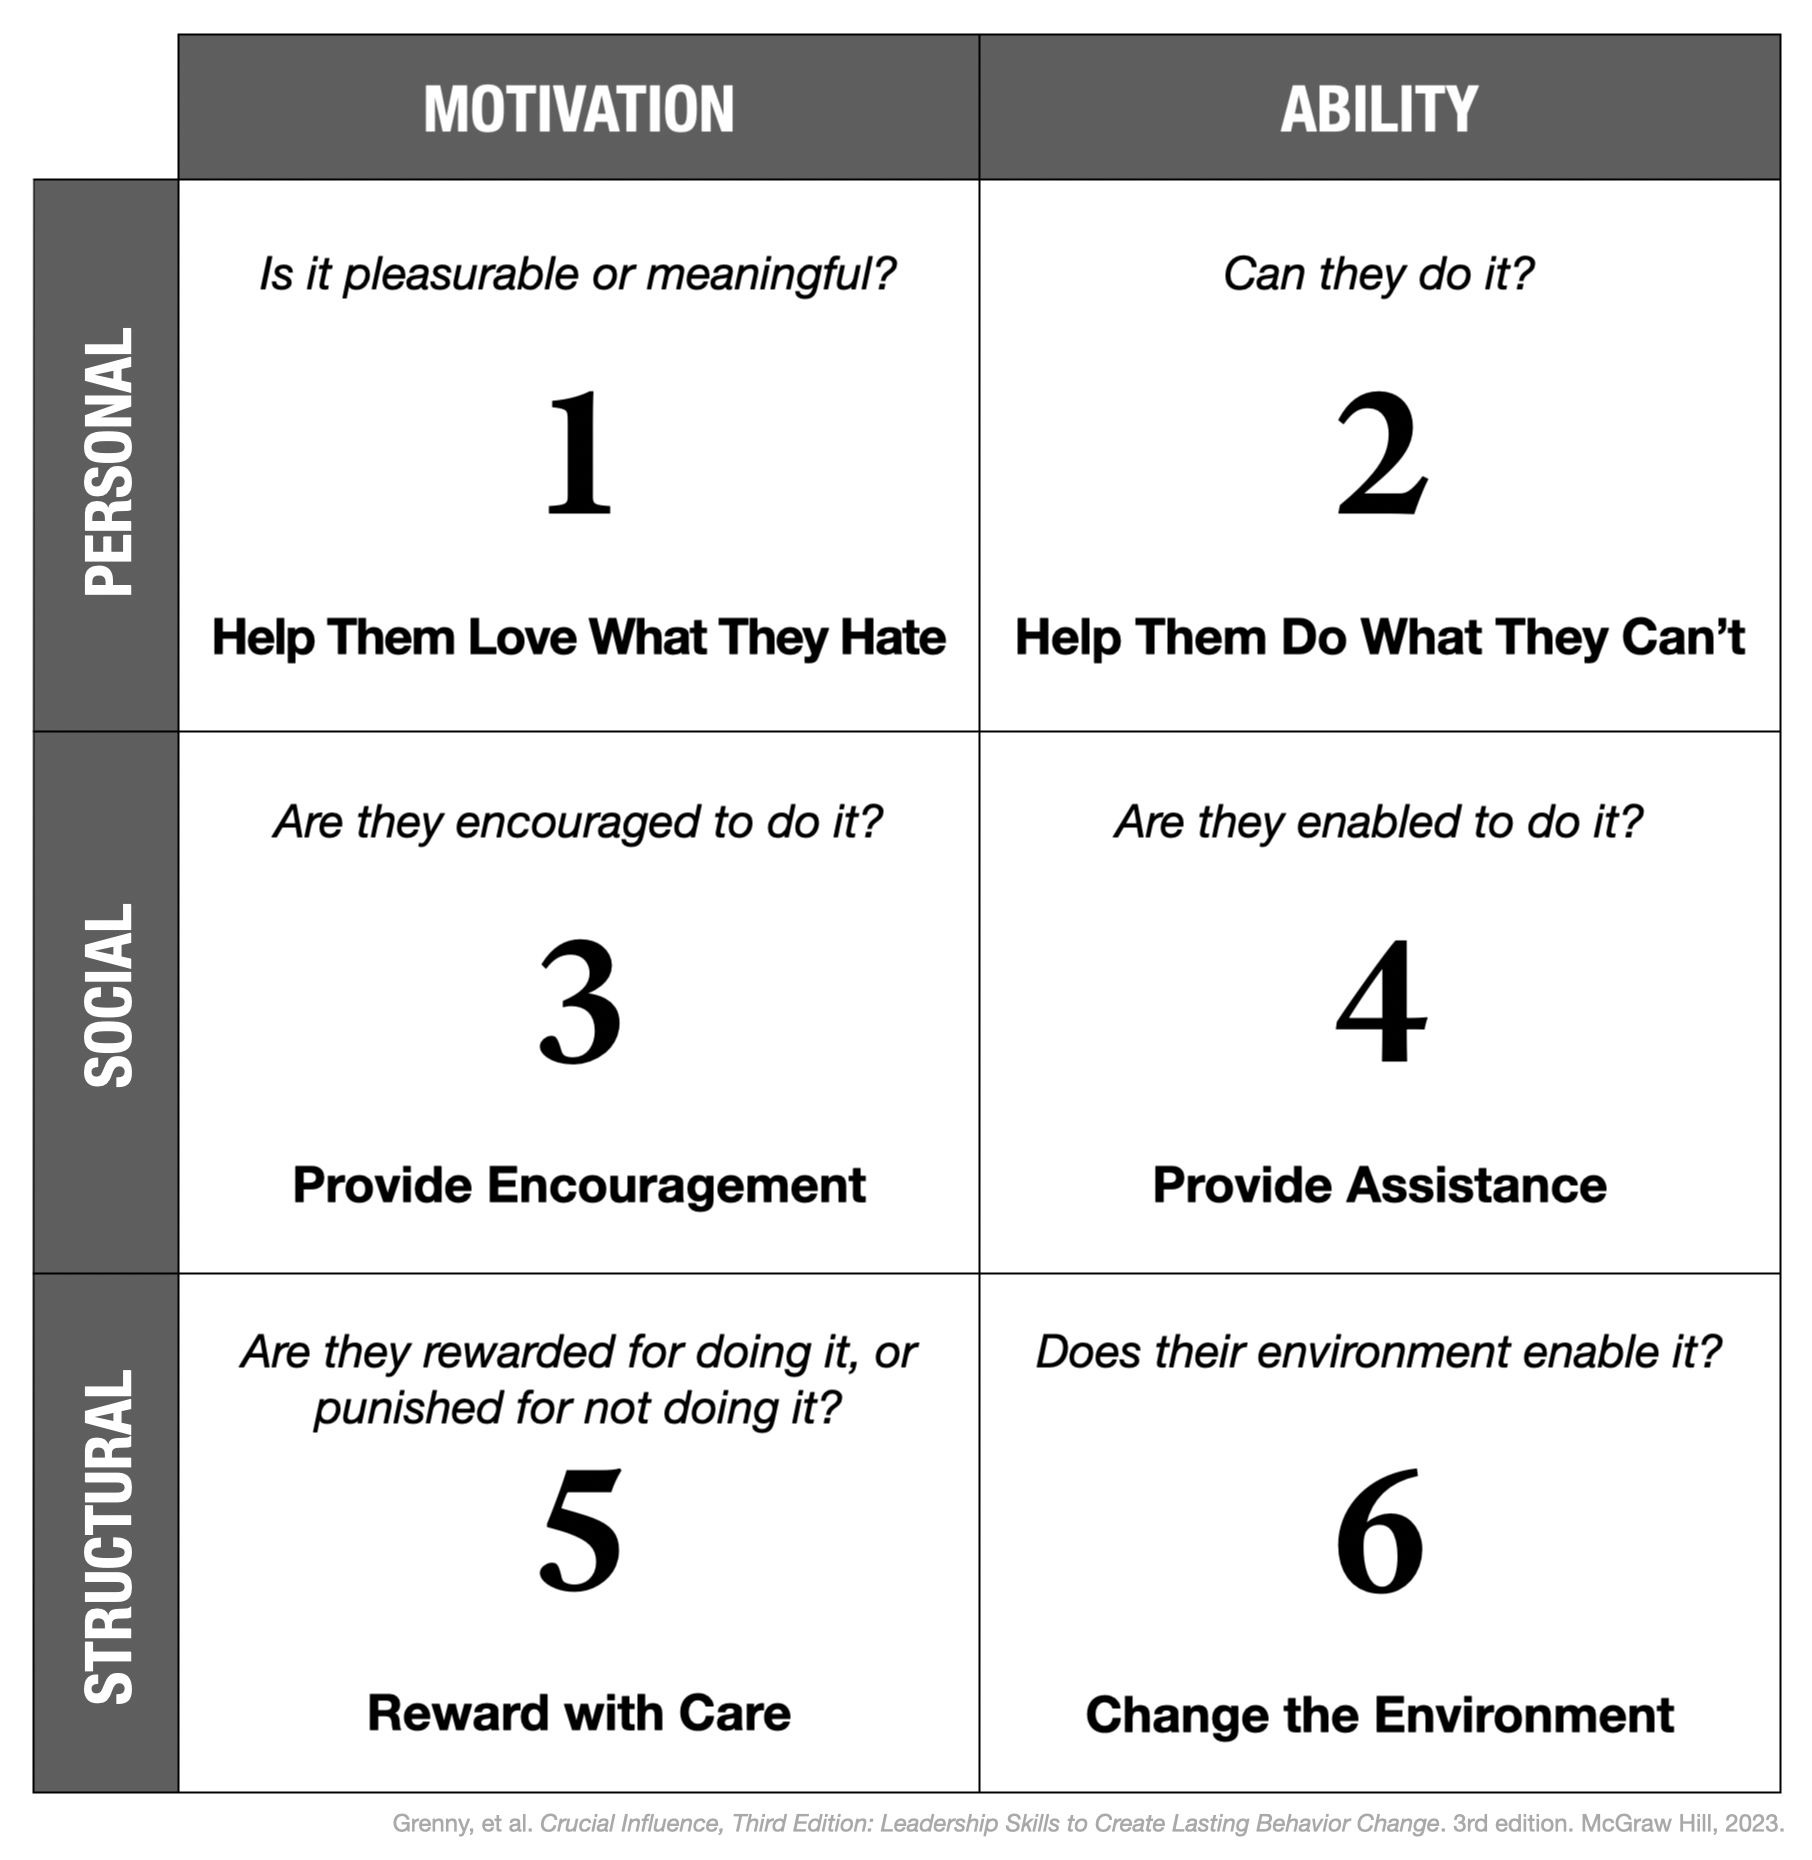 MOTIVATION
ABILITY
PERSONAL
Is it pleasurable or meaningful?
1
Help Them Love What They Hate
Can they do it?
2
Help Them Do What They Can’t
SOCIAL
Are they encouraged to do it?
3
Provide Encouragement
Are they enabled to do it?
4
Provide Assistance
STRUCTURAL
Are they rewarded for doing it, or
punished for not doing it?
5
Reward with Care
Does their environment enable it?
6
Change the Environment
Grenny, et al. Crucial Influence, Third Edition: Leadership Skills to Create Lasting Behavior Change. 3rd edition. McGraw Hill, 2023.